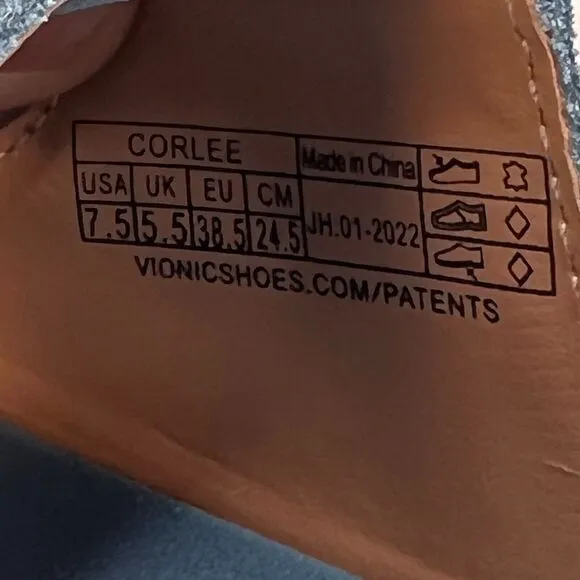 CORLEE Made in China
USA UK EU CM
7.5 5.5 38.5 24.5 JH.01-2022
VIONICSHOES.COM/PATENTS